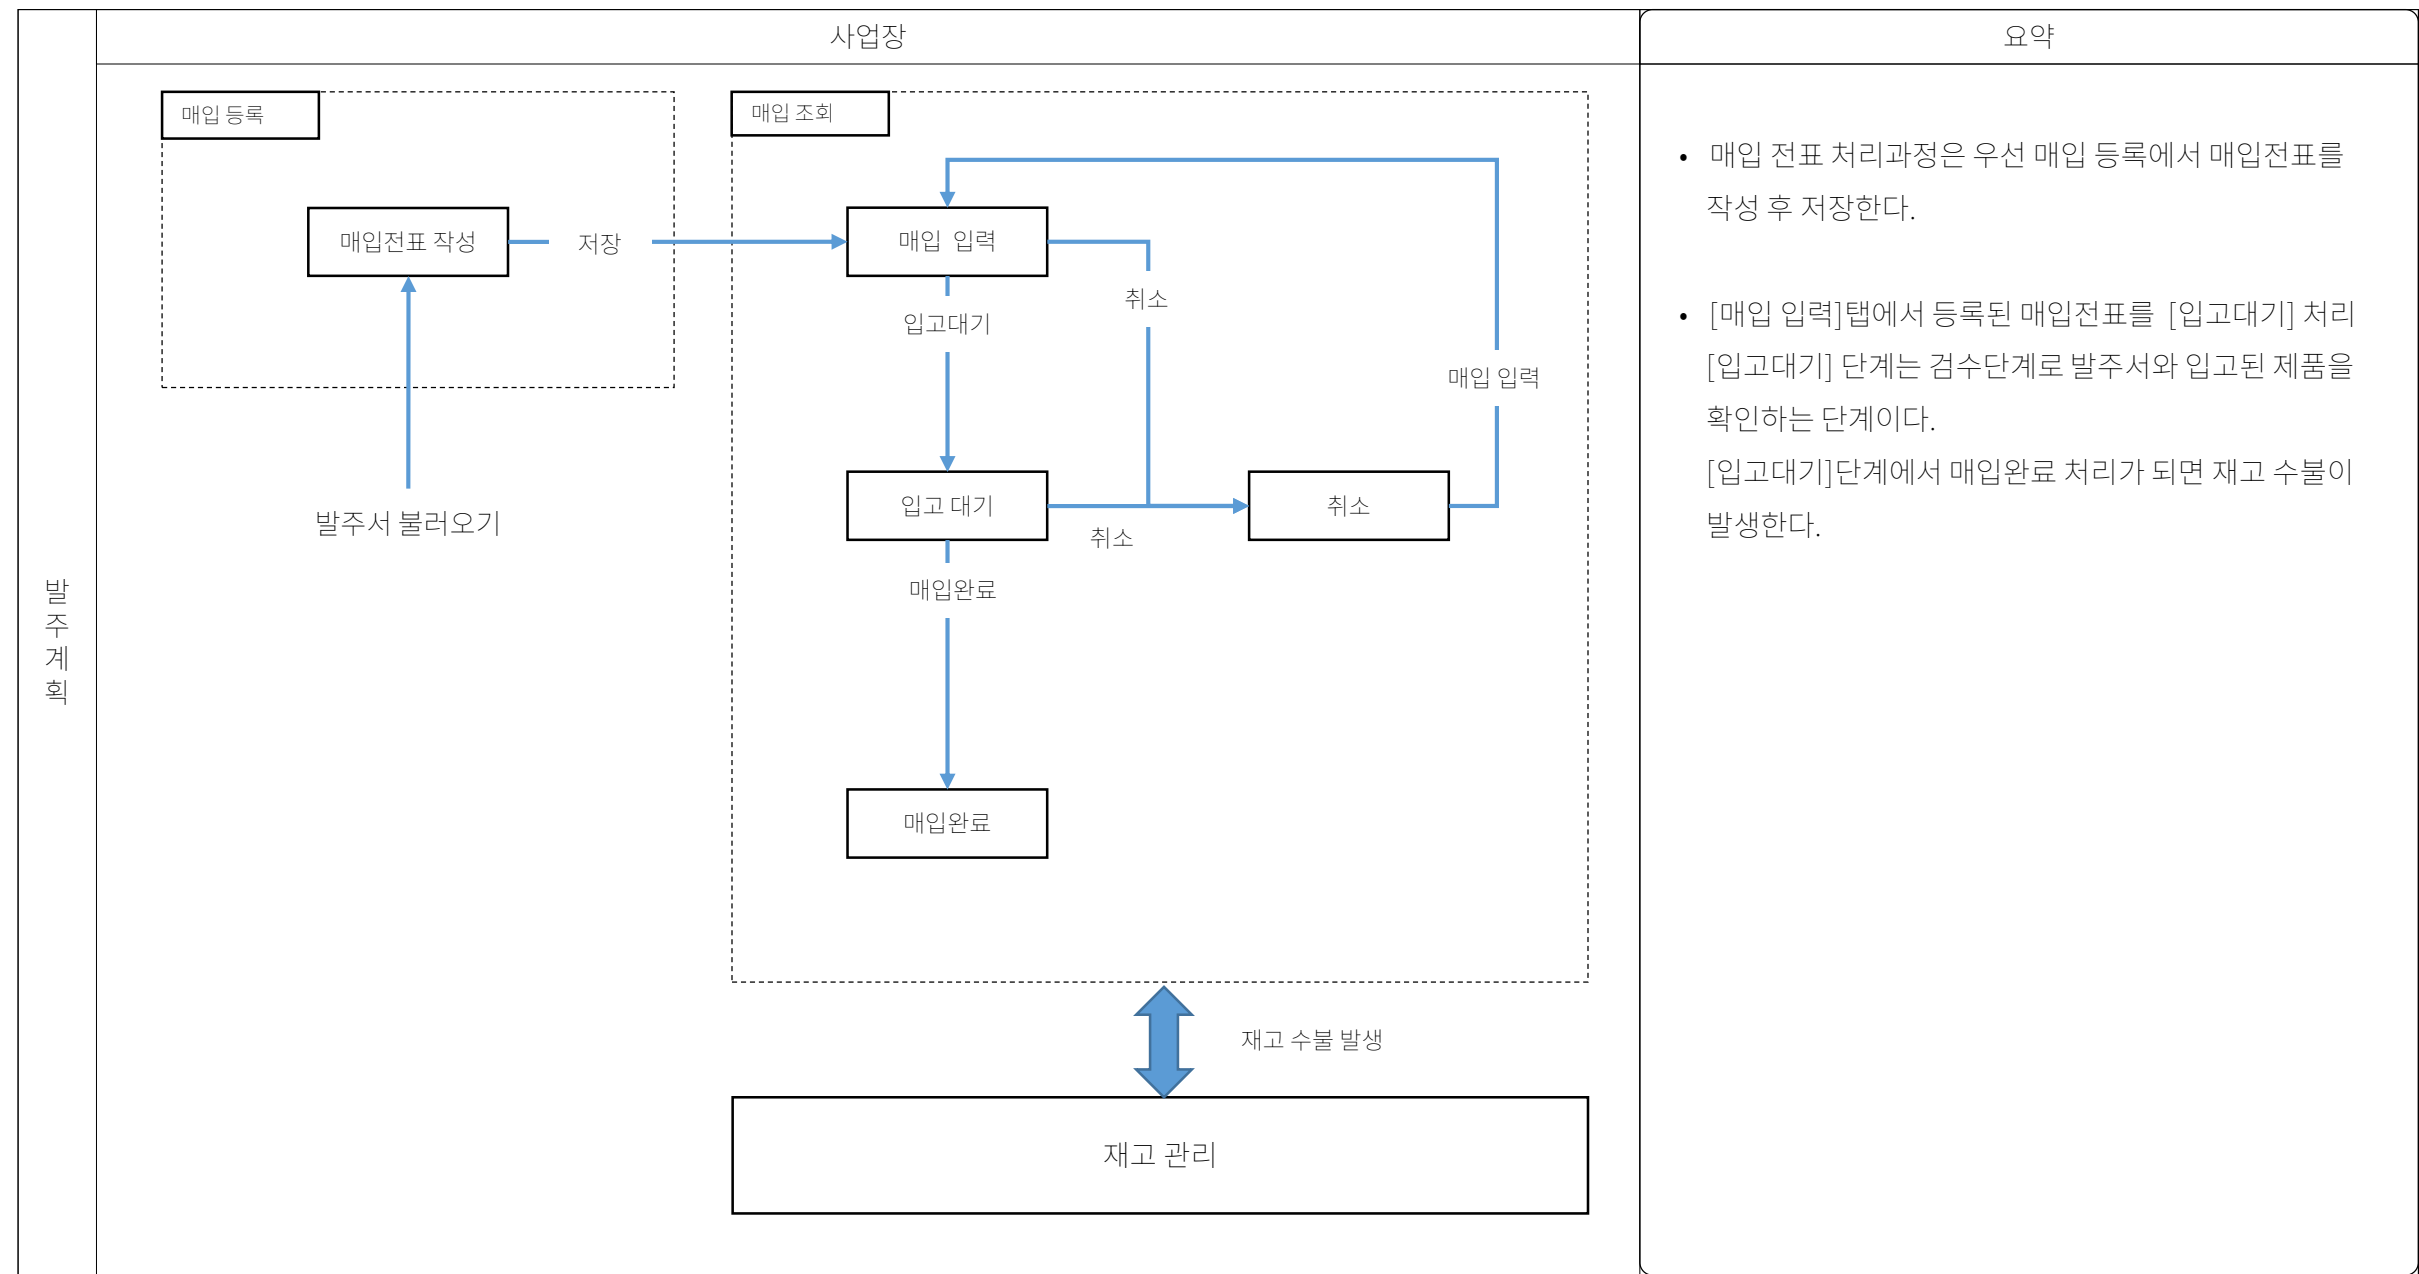 사업장
요약
발
주
계
획
매입 등록
매입전표 작성
저장
발주서 불러오기
매입 조회
매입 입력
취소
입고대기
매입 입력
입고 대기
취소
취소
매입완료
매입완료
재고 수불 발생
재고 관리
• 매입 전표 처리과정은 우선 매입 등록에서 매입전표를
작성 후 저장한다.
• [매입 입력]탭에서 등록된 매입전표를 [입고대기] 처리
[입고대기] 단계는 검수단계로 발주서와 입고된 제품을
확인하는 단계이다.
[입고대기]단계에서 매입완료 처리가 되면 재고 수불이
발생한다.